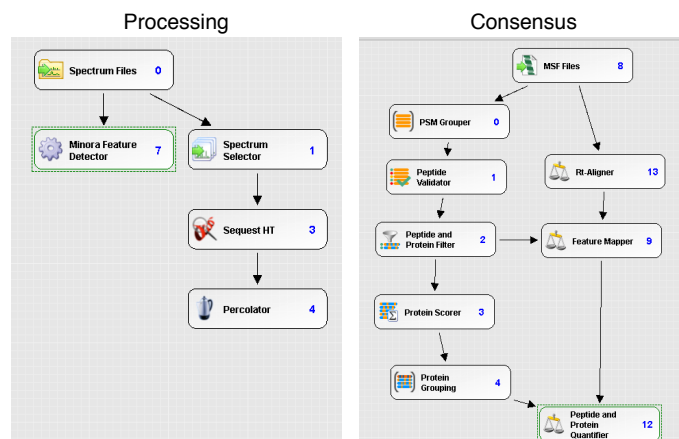 Processing
Spectrum Files 0
Minora Feature
Detector 7
Spectrum
Selector 1
Sequest HT 3
Percolator 4
Consensus
MSF Files 8
PSM Grouper 0
Peptide
Validator 1
Rt-Aligner 13
Peptide and
Protein Filter 2
Feature Mapper 9
Protein Scorer 3
Protein
Grouping 4
Peptide and
Protein 12
Quantifier